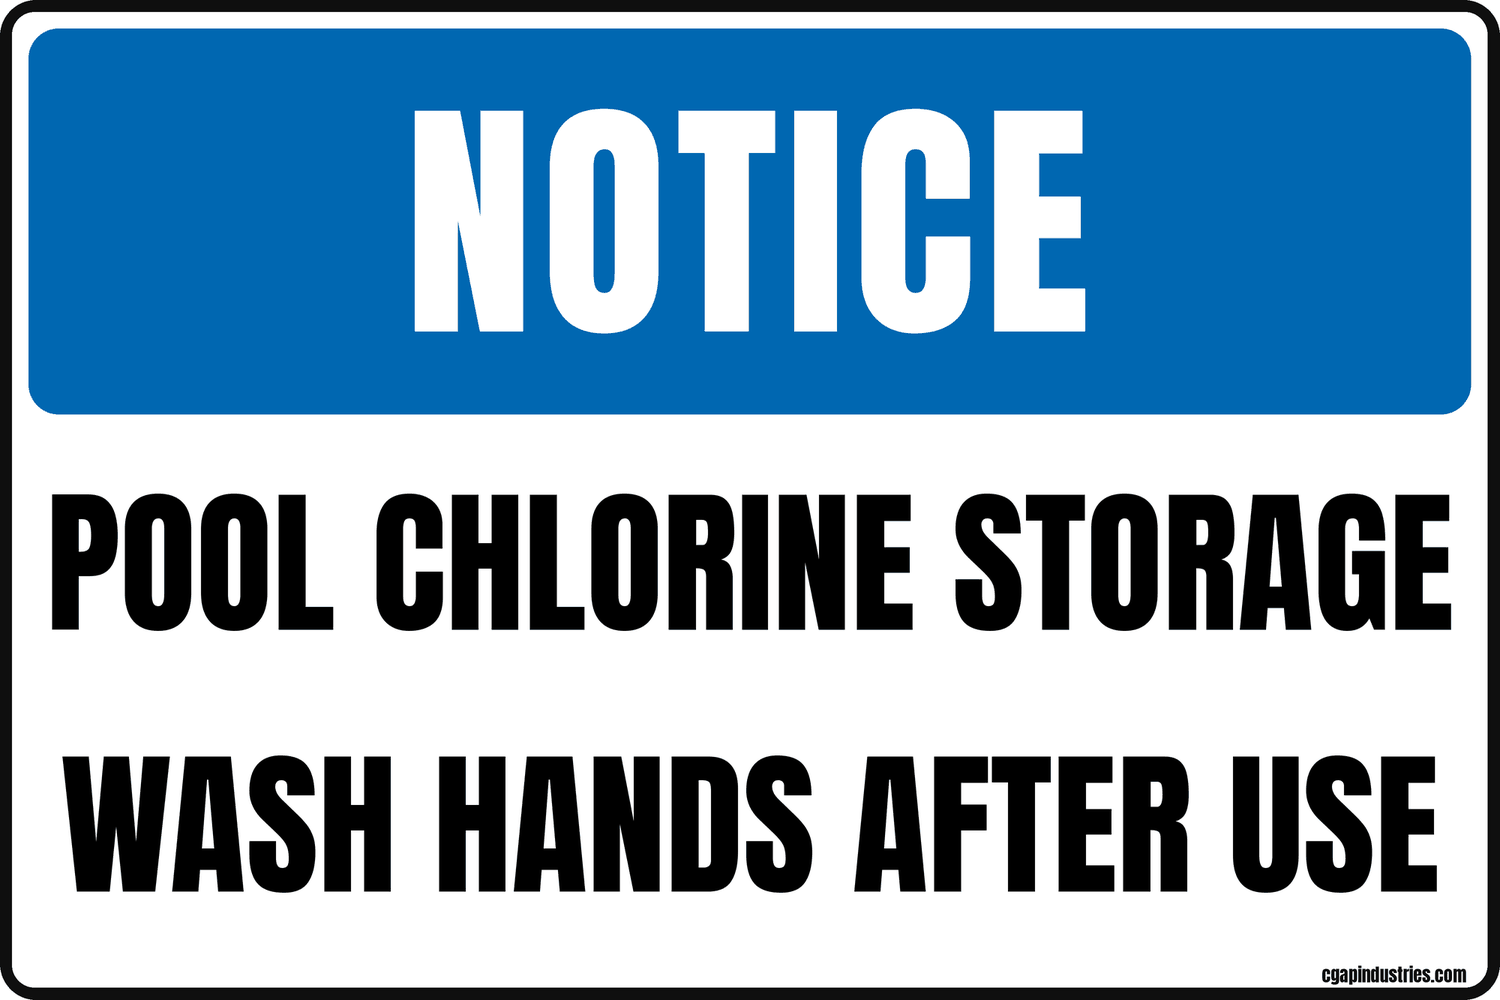 NOTICE
POOL CHLORINE STORAGE
WASH HANDS AFTER USE
cgapindustries.com